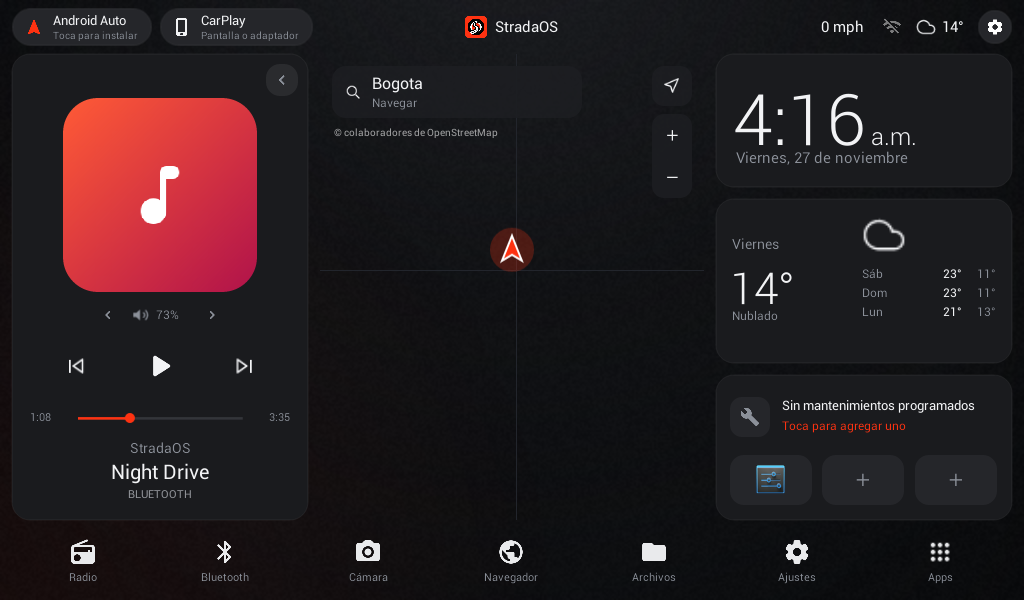 Android Auto
Toca para instalar
CarPlay
Pantalla o adaptador
StradaOS
0 mph
14°
Bogota
Navegar
© colaboradores de OpenStreetMap
+
−
73%
1:08
3:35
StradaOS
Night Drive
BLUETOOTH
4:16 a.m.
Viernes, 27 de noviembre
Viernes
14°
Nublado
Sáb 23° 11°
Dom 23° 11°
Lun 21° 13°
Sin mantenimientos programados
Toca para agregar uno
+
+
Radio
Bluetooth
Cámara
Navegador
Archivos
Ajustes
Apps